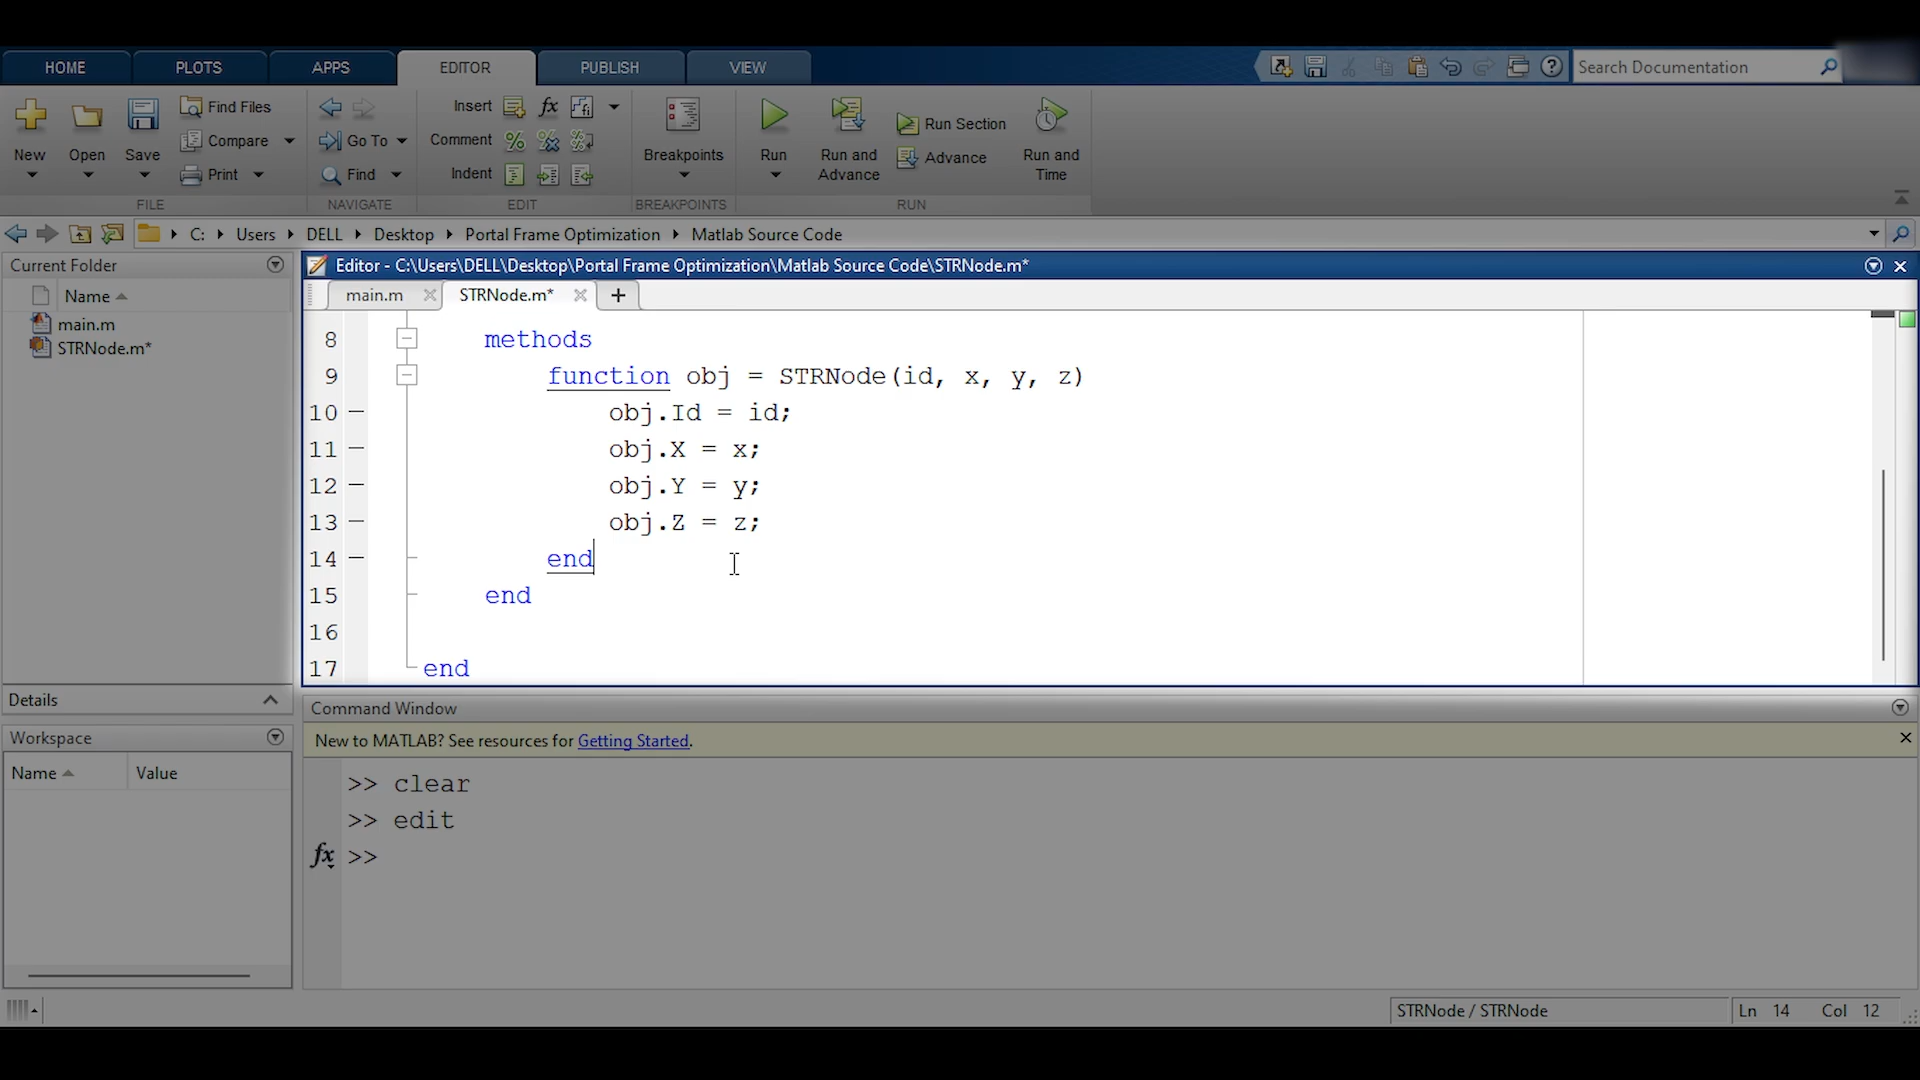 HOME PLOTS APPS EDITOR PUBLISH VIEW Search Documentation
New Open Save Find Files Compare Print Go To Find Insert fx Comment Indent Breakpoints Run Run and Advance Run Section Advance Run and Time
FILE NAVIGATE EDIT BREAKPOINTS RUN
C: Users DELL Desktop Portal Frame Optimization Matlab Source Code
Current Folder
Name
main.m
STRNode.m*
Details
Workspace
Name Value
Editor - C:\Users\DELL\Desktop\Portal Frame Optimization\Matlab Source Code\STRNode.m*
main.m STRNode.m* +
8 methods
9 function obj = STRNode(id, x, y, z)
10 obj.Id = id;
11 obj.X = x;
12 obj.Y = y;
13 obj.Z = z;
14 end
15 end
16
17 end
Command Window
New to MATLAB? See resources for Getting Started.
>> clear
>> edit
fx >>
STRNode / STRNode Ln 14 Col 12